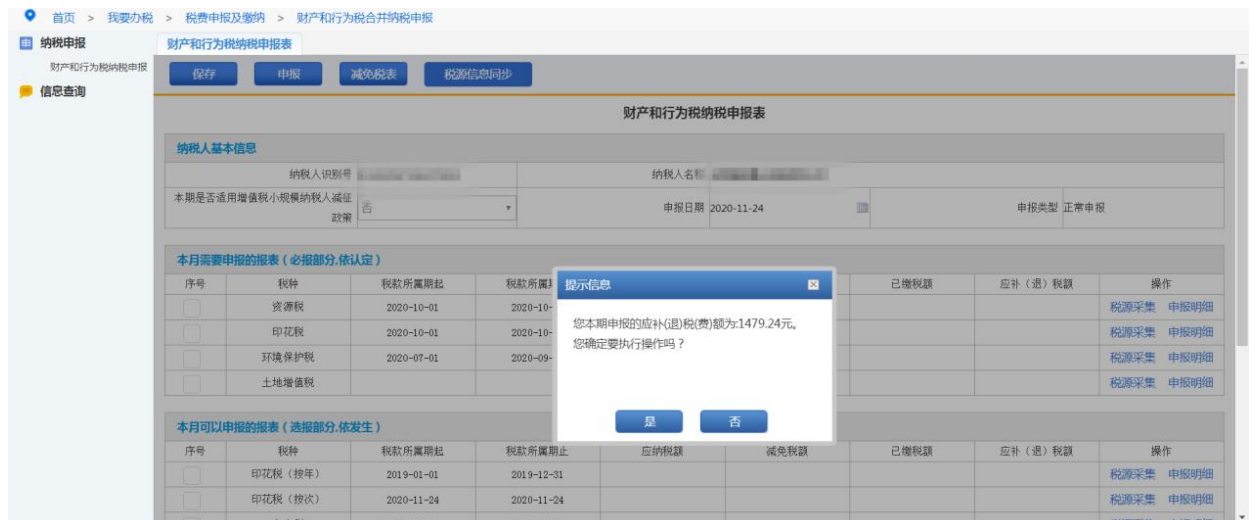 首页 > 我要办税 > 税费申报及缴纳 > 财产和行为税合并纳税申报
纳税申报
财产和行为税纳税申报
信息查询
财产和行为税纳税申报表
保存 申报 减免税表 税源信息同步
财产和行为税纳税申报表
纳税人基本信息
纳税人识别号 纳税人名称
本期是否适用增值税小规模纳税人减征政策 否 申报日期 2020-11-24 申报类型 正常申报
本月需要申报的报表（必报部分,依认定）
序号 税种 税款所属期起 税款所属期 已缴税额 应补（退）税额 操作
资源税 2020-10-01 2020-10- 税源采集 申报明细
印花税 2020-10-01 2020-10- 税源采集 申报明细
环境保护税 2020-07-01 2020-09- 税源采集 申报明细
土地增值税 税源采集 申报明细
提示信息
您本期申报的应补(退)税(费)额为:1479.24元。
您确定要执行操作吗？
是 否
本月可以申报的报表（选报部分,依发生）
序号 税种 税款所属期起 税款所属期止 应纳税额 减免税额 已缴税额 应补（退）税额 操作
印花税（按年） 2019-01-01 2019-12-31 税源采集 申报明细
印花税（按次） 2020-11-24 2020-11-24 税源采集 申报明细